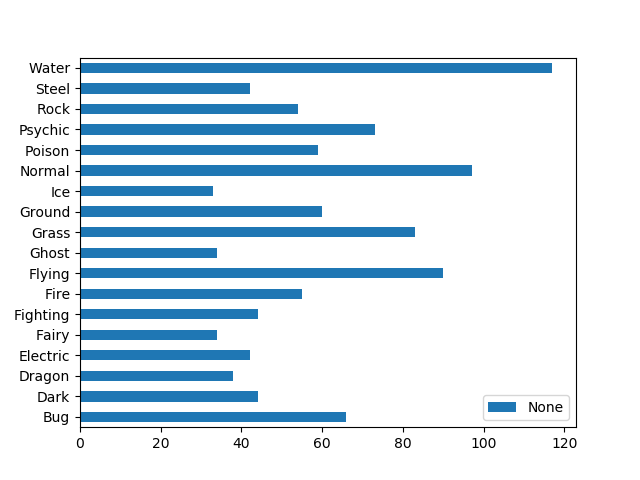 Water
Steel
Rock
Psychic
Poison
Normal
Ice
Ground
Grass
Ghost
Flying
Fire
Fighting
Fairy
Electric
Dragon
Dark
Bug
None
0 20 40 60 80 100 120